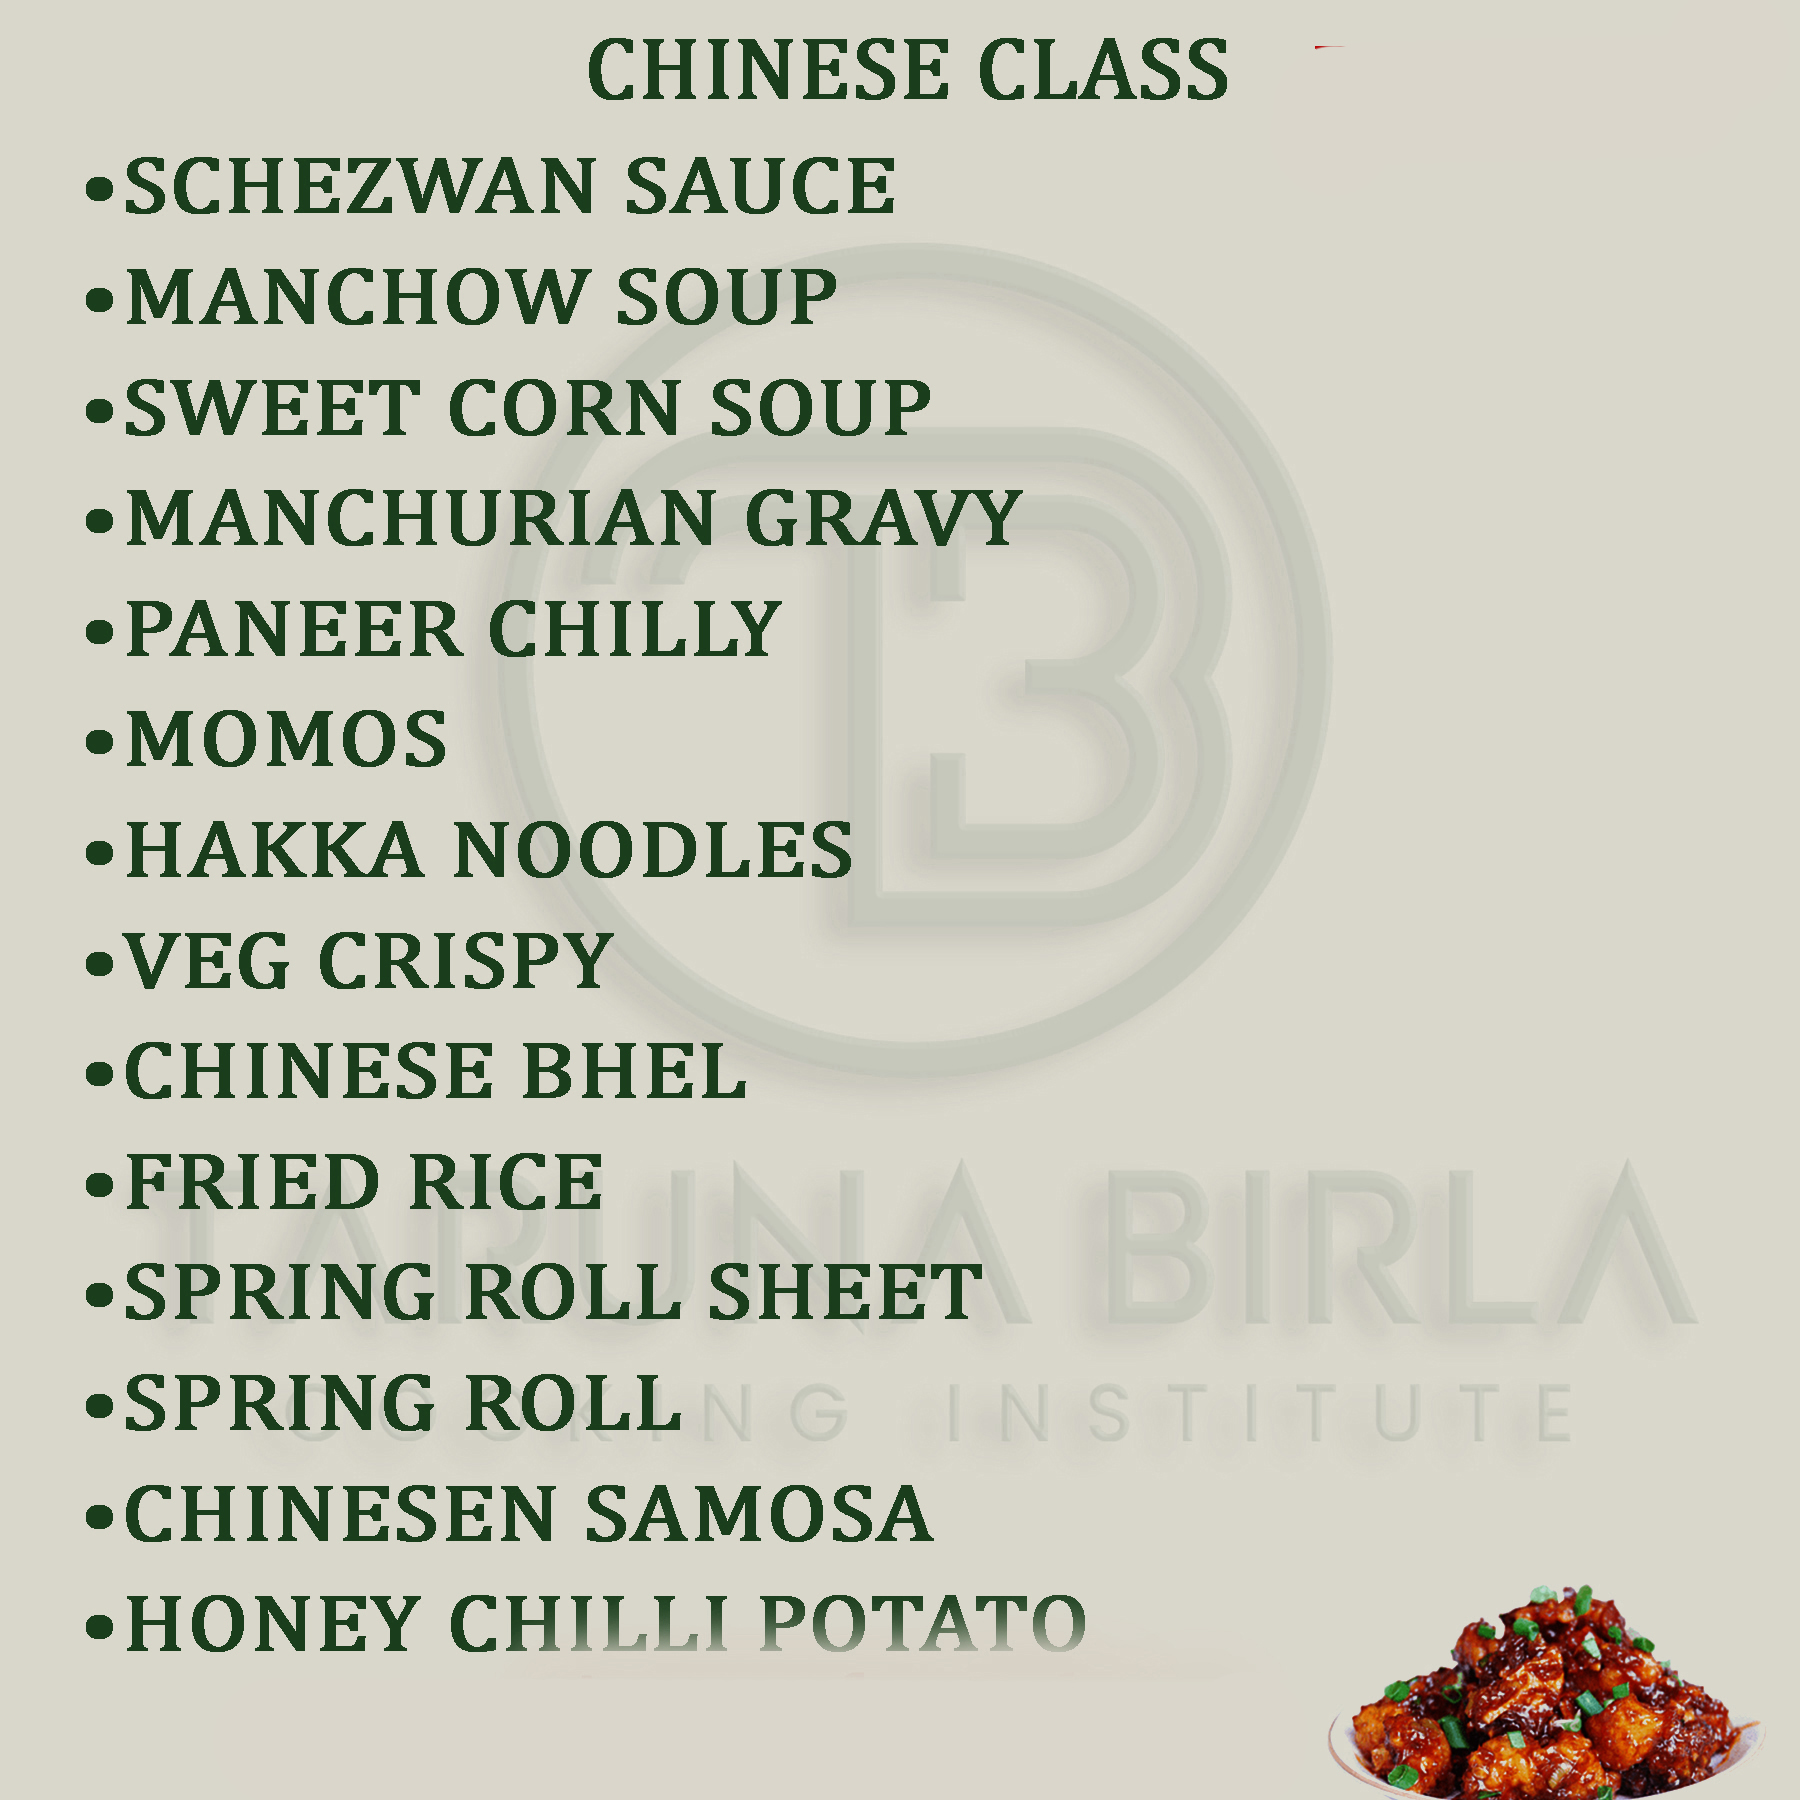 CHINESE CLASS
•SCHEZWAN SAUCE
•MANCHOW SOUP
•SWEET CORN SOUP
•MANCHURIAN GRAVY
•PANEER CHILLY
•MOMOS
•HAKKA NOODLES
•VEG CRISPY
•CHINESE BHEL
•FRIED RICE
•SPRING ROLL SHEET
•SPRING ROLL
•CHINESEN SAMOSA
•HONEY CHILLI POTATO
TB
TARUNA BIRLA
COOKING INSTITUTE